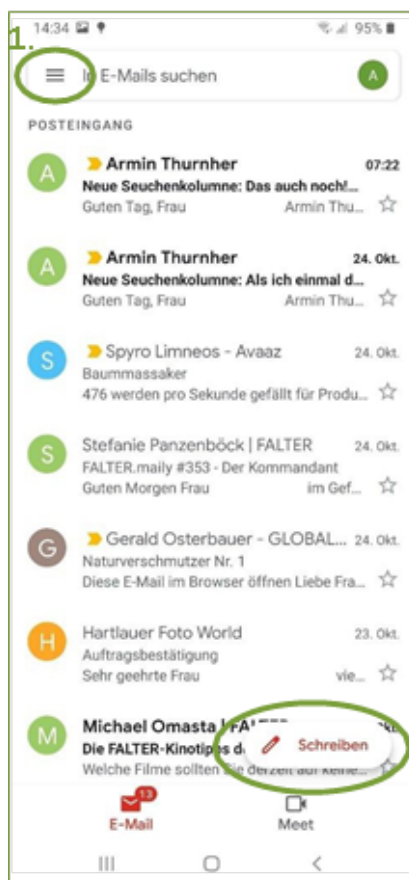 14:34 95%
1.
In E-Mails suchen A
POSTEINGANG
A Armin Thurnher 07:22
Neue Seuchenkolumne: Das auch noch!...
Guten Tag, Frau Armin Thu...
A Armin Thurnher 24. Okt.
Neue Seuchenkolumne: Als ich einmal d...
Guten Tag, Frau Armin Thu...
S Spyro Limneos - Avaaz 24. Okt.
Baummassaker
476 werden pro Sekunde gefällt für Produ...
S Stefanie Panzenböck | FALTER 24. Okt.
FALTER.maily #353 - Der Kommandant
Guten Morgen Frau im Gef...
G Gerald Osterbauer - GLOBAL... 24. Okt.
Naturverschmutzer Nr. 1
Diese E-Mail im Browser öffnen Liebe Fra...
H Hartlauer Foto World 23. Okt.
Auftragsbestätigung
Sehr geehrte Frau vie...
M Michael Omasta | FALTER
Die FALTER-Kinotipps
Schreiben
Welche Filme sollten Sie derzeit auf keine...
13
E-Mail Meet